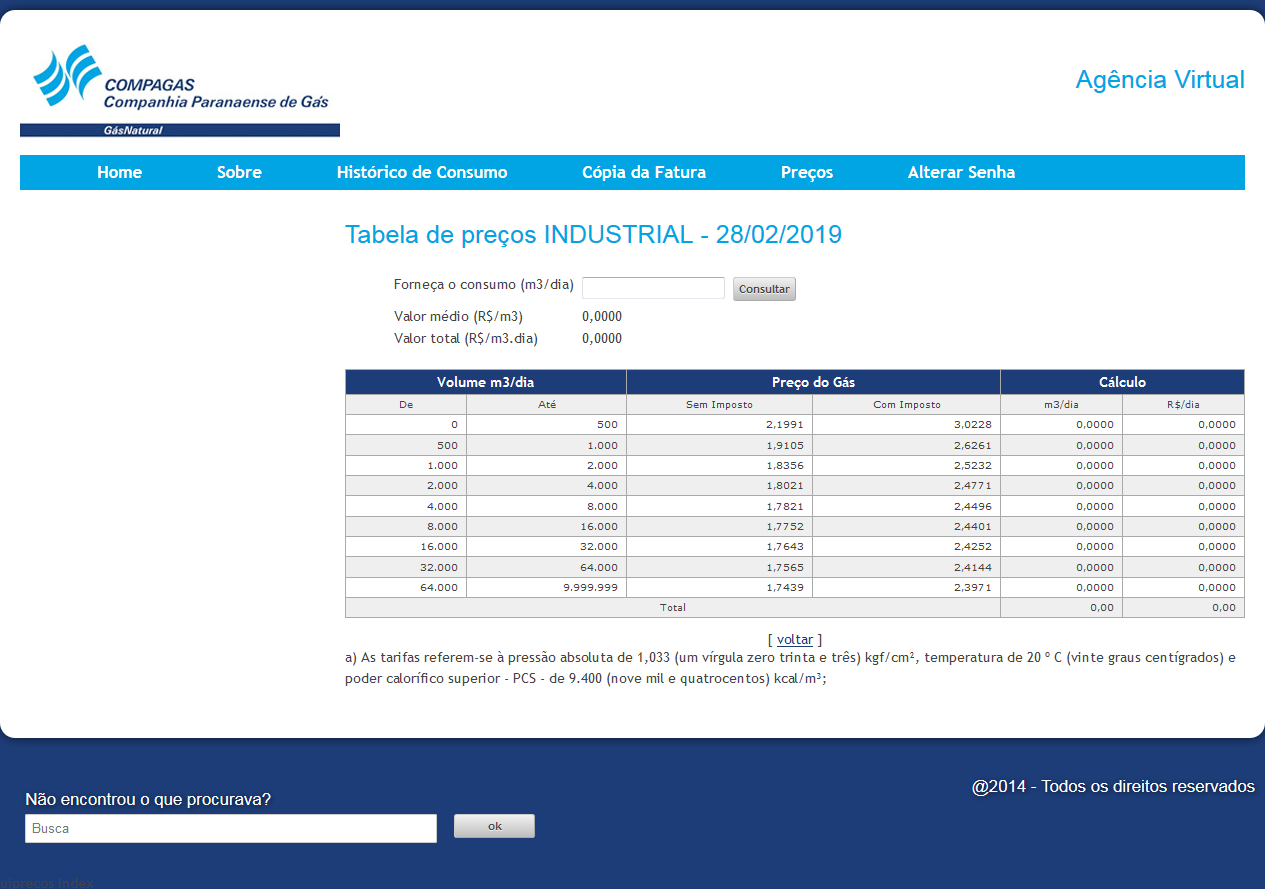 COMPAGAS
Companhia Paranaense de Gás
GásNatural
Agência Virtual
Home Sobre Histórico de Consumo Cópia da Fatura Preços Alterar Senha
Tabela de preços INDUSTRIAL - 28/02/2019
Forneça o consumo (m3/dia) Consultar
Valor médio (R$/m3) 0,0000
Valor total (R$/m3.dia) 0,0000
Volume m3/dia Preço do Gás Cálculo
De Até Sem Imposto Com Imposto m3/dia R$/dia
0 500 2,1991 3,0228 0,0000 0,0000
500 1.000 1,9105 2,6261 0,0000 0,0000
1.000 2.000 1,8356 2,5232 0,0000 0,0000
2.000 4.000 1,8021 2,4771 0,0000 0,0000
4.000 8.000 1,7821 2,4496 0,0000 0,0000
8.000 16.000 1,7752 2,4401 0,0000 0,0000
16.000 32.000 1,7643 2,4252 0,0000 0,0000
32.000 64.000 1,7565 2,4144 0,0000 0,0000
64.000 9.999.999 1,7439 2,3971 0,0000 0,0000
Total 0,00 0,00
[ voltar ]
a) As tarifas referem-se à pressão absoluta de 1,033 (um vírgula zero trinta e três) kgf/cm², temperatura de 20 º C (vinte graus centígrados) e
poder calorífico superior - PCS - de 9.400 (nove mil e quatrocentos) kcal/m³;
@2014 - Todos os direitos reservados
Não encontrou o que procurava?
Busca ok
index